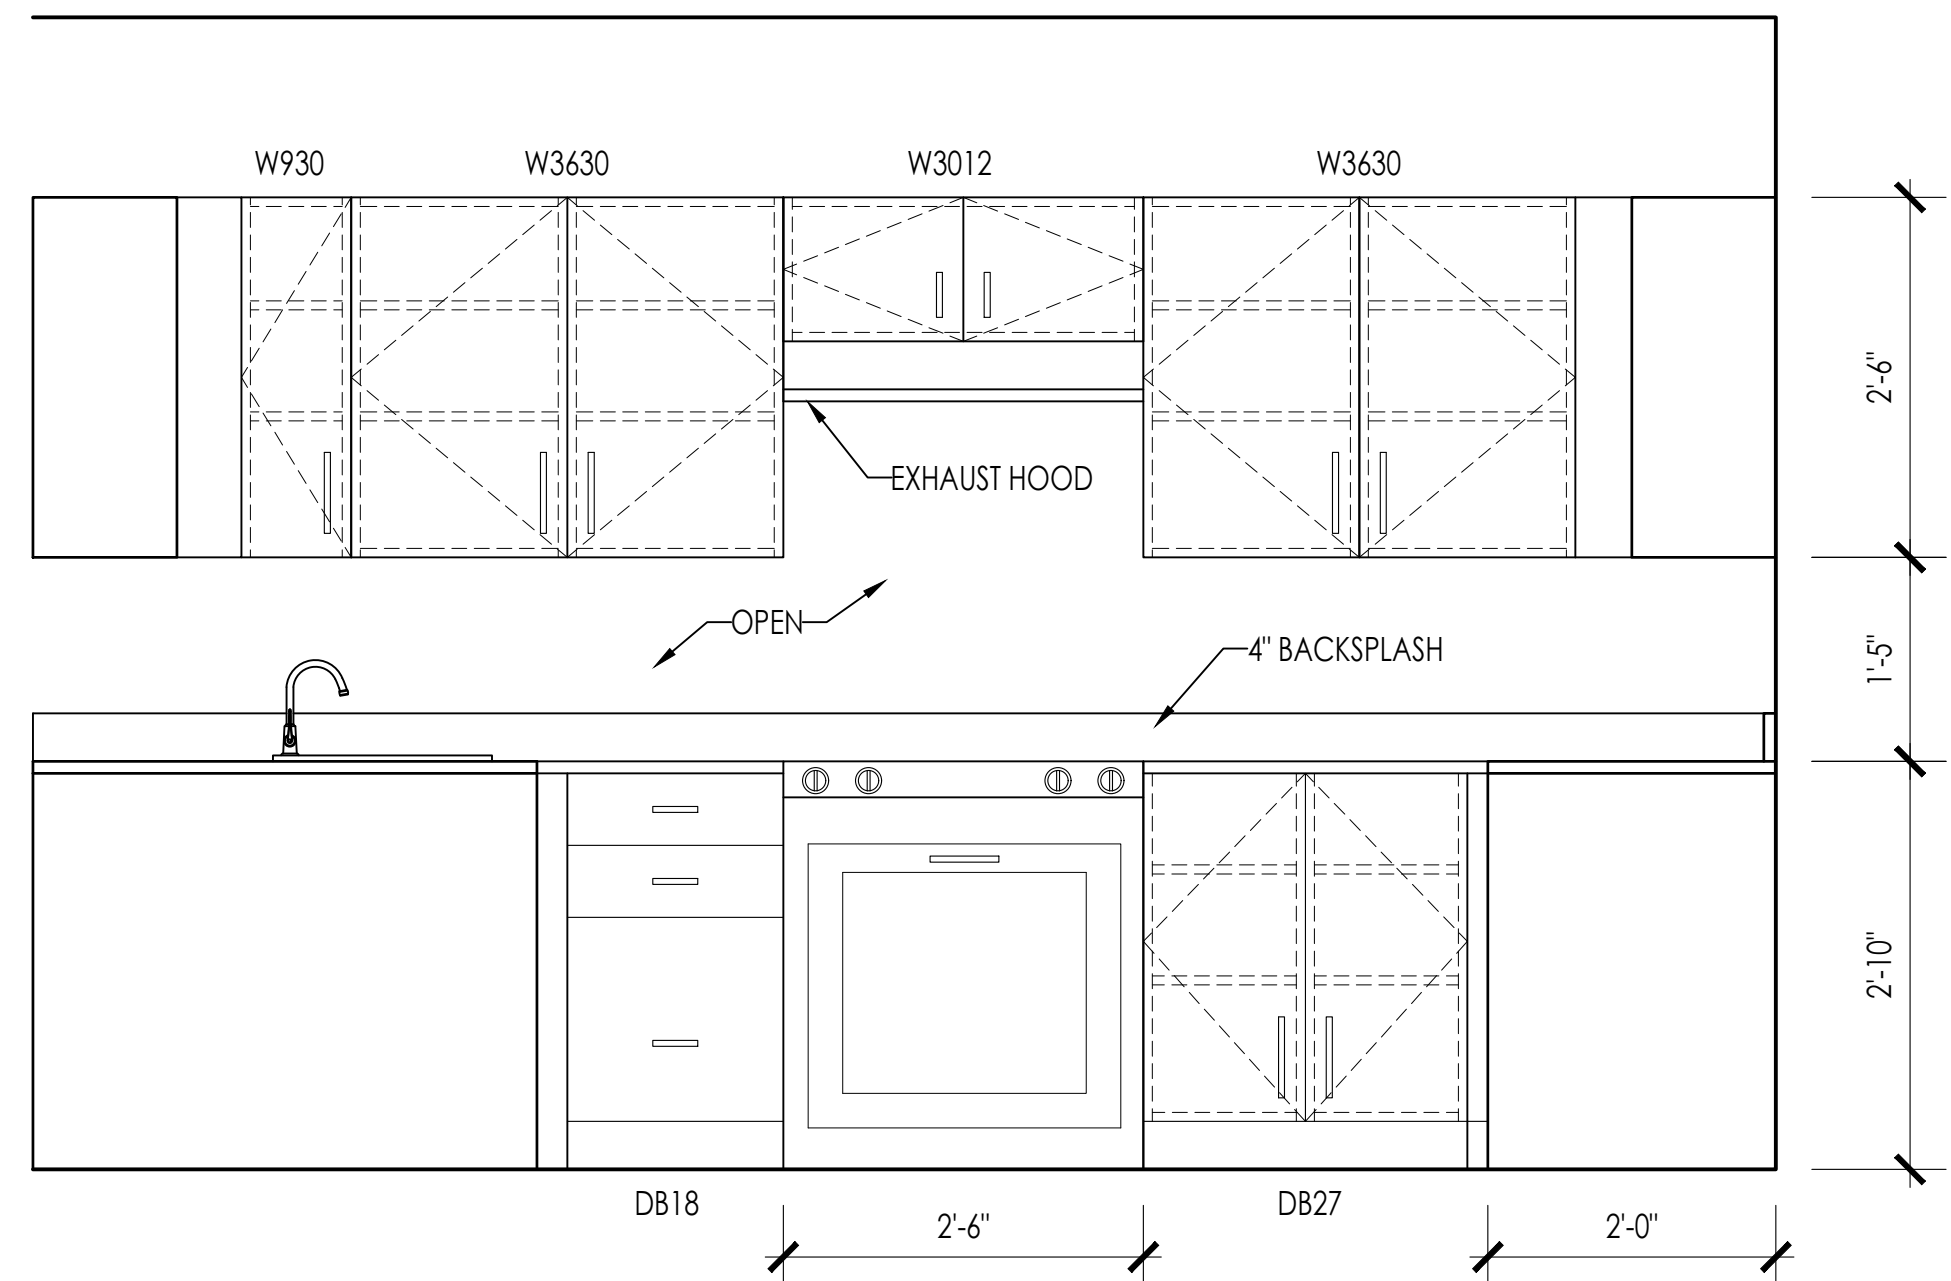 W930
W3630
W3012
W3630
2'-6"
EXHAUST HOOD
OPEN
4" BACKSPLASH
1'-5"
2'-10"
DB18
2'-6"
DB27
2'-0"